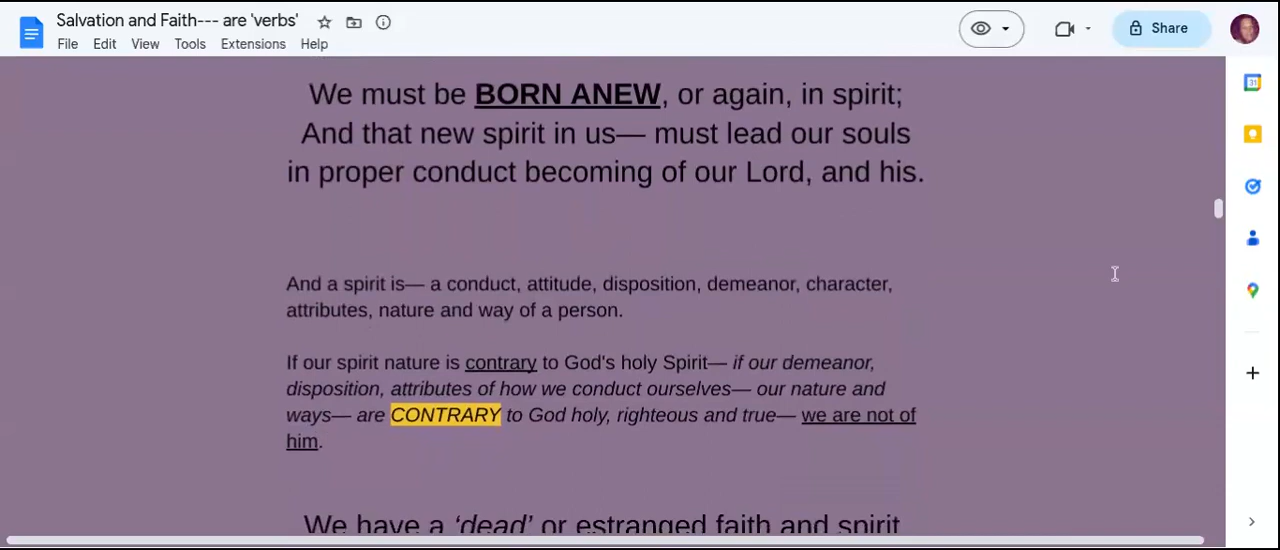 Salvation and Faith--- are 'verbs'
File Edit View Tools Extensions Help
Share
31
We must be BORN ANEW, or again, in spirit;
And that new spirit in us— must lead our souls
in proper conduct becoming of our Lord, and his.
And a spirit is— a conduct, attitude, disposition, demeanor, character,
attributes, nature and way of a person.
If our spirit nature is contrary to God's holy Spirit— if our demeanor,
disposition, attributes of how we conduct ourselves— our nature and
ways— are CONTRARY to God holy, righteous and true— we are not of
him.
We have a ‘dead’ or estranged faith and spirit